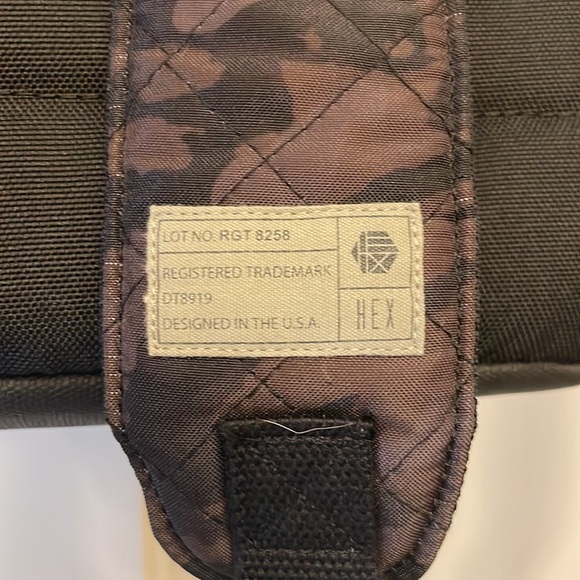 LOT NO. RGT 8258
REGISTERED TRADEMARK
DT8919
DESIGNED IN THE U.S.A.
HEX